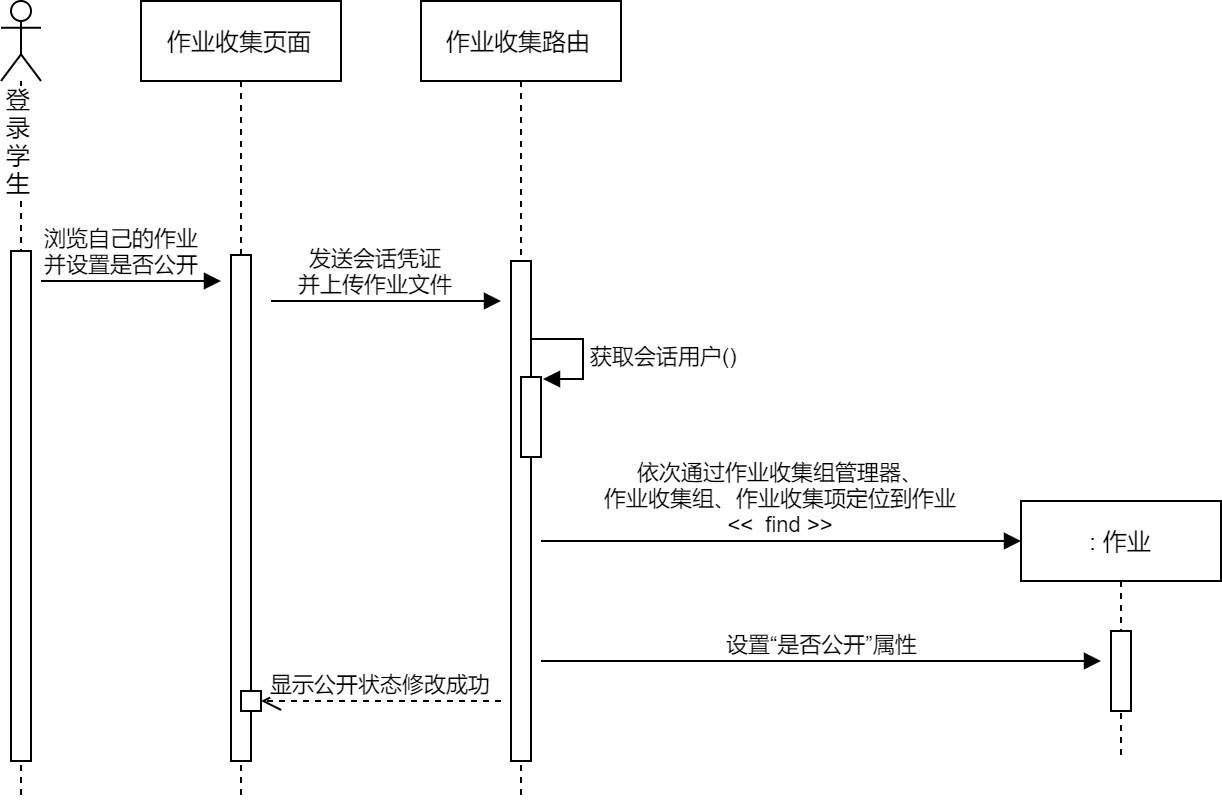 作业收集页面
作业收集路由
登
录
学
生
浏览自己的作业
并设置是否公开
发送会话凭证
并上传作业文件
获取会话用户()
依次通过作业收集组管理器、
作业收集组、作业收集项定位到作业
<< find >>
: 作业
设置“是否公开”属性
显示公开状态修改成功